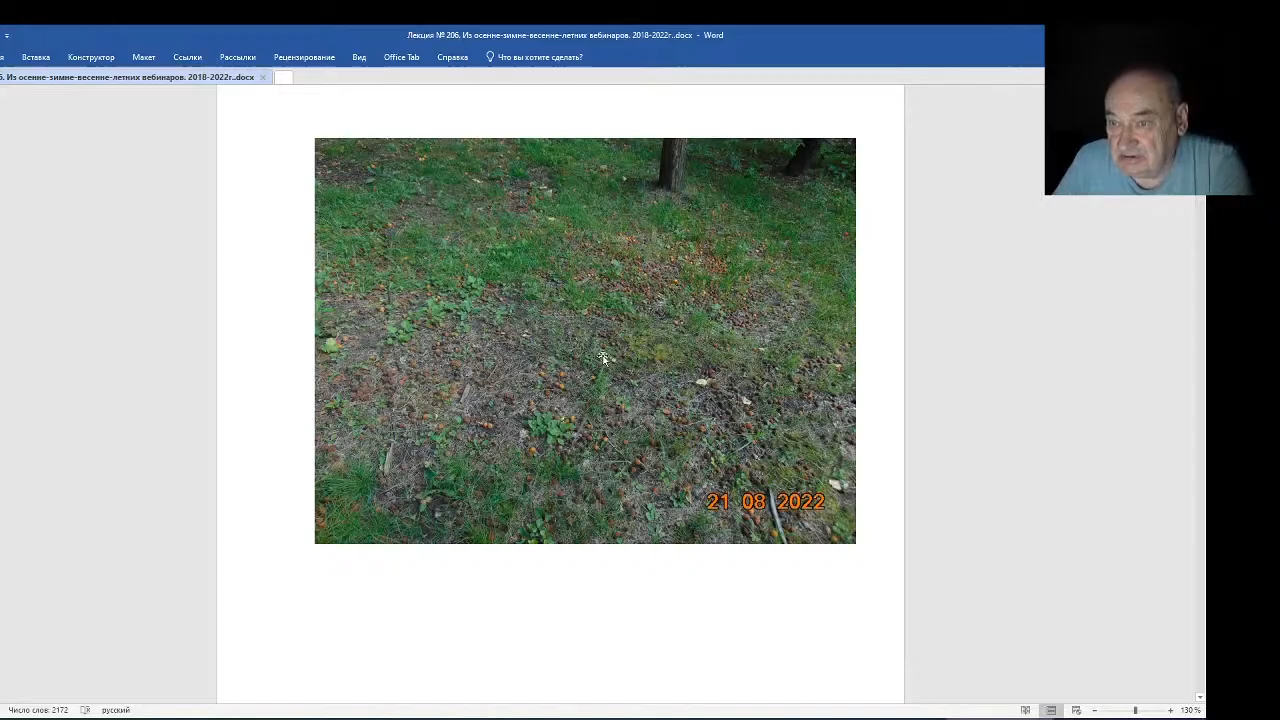 Лекция № 206. Из осенне-зимне-весенне-летних вебинаров. 2018-2022г..docx - Word
Вставка Конструктор Макет Ссылки Рассылки Рецензирование Вид Office Tab Справка Что вы хотите сделать?
6. Из осенне-зимне-весенне-летних вебинаров. 2018-2022г..docx
21 08 2022
Число слов: 2172 русский 130%